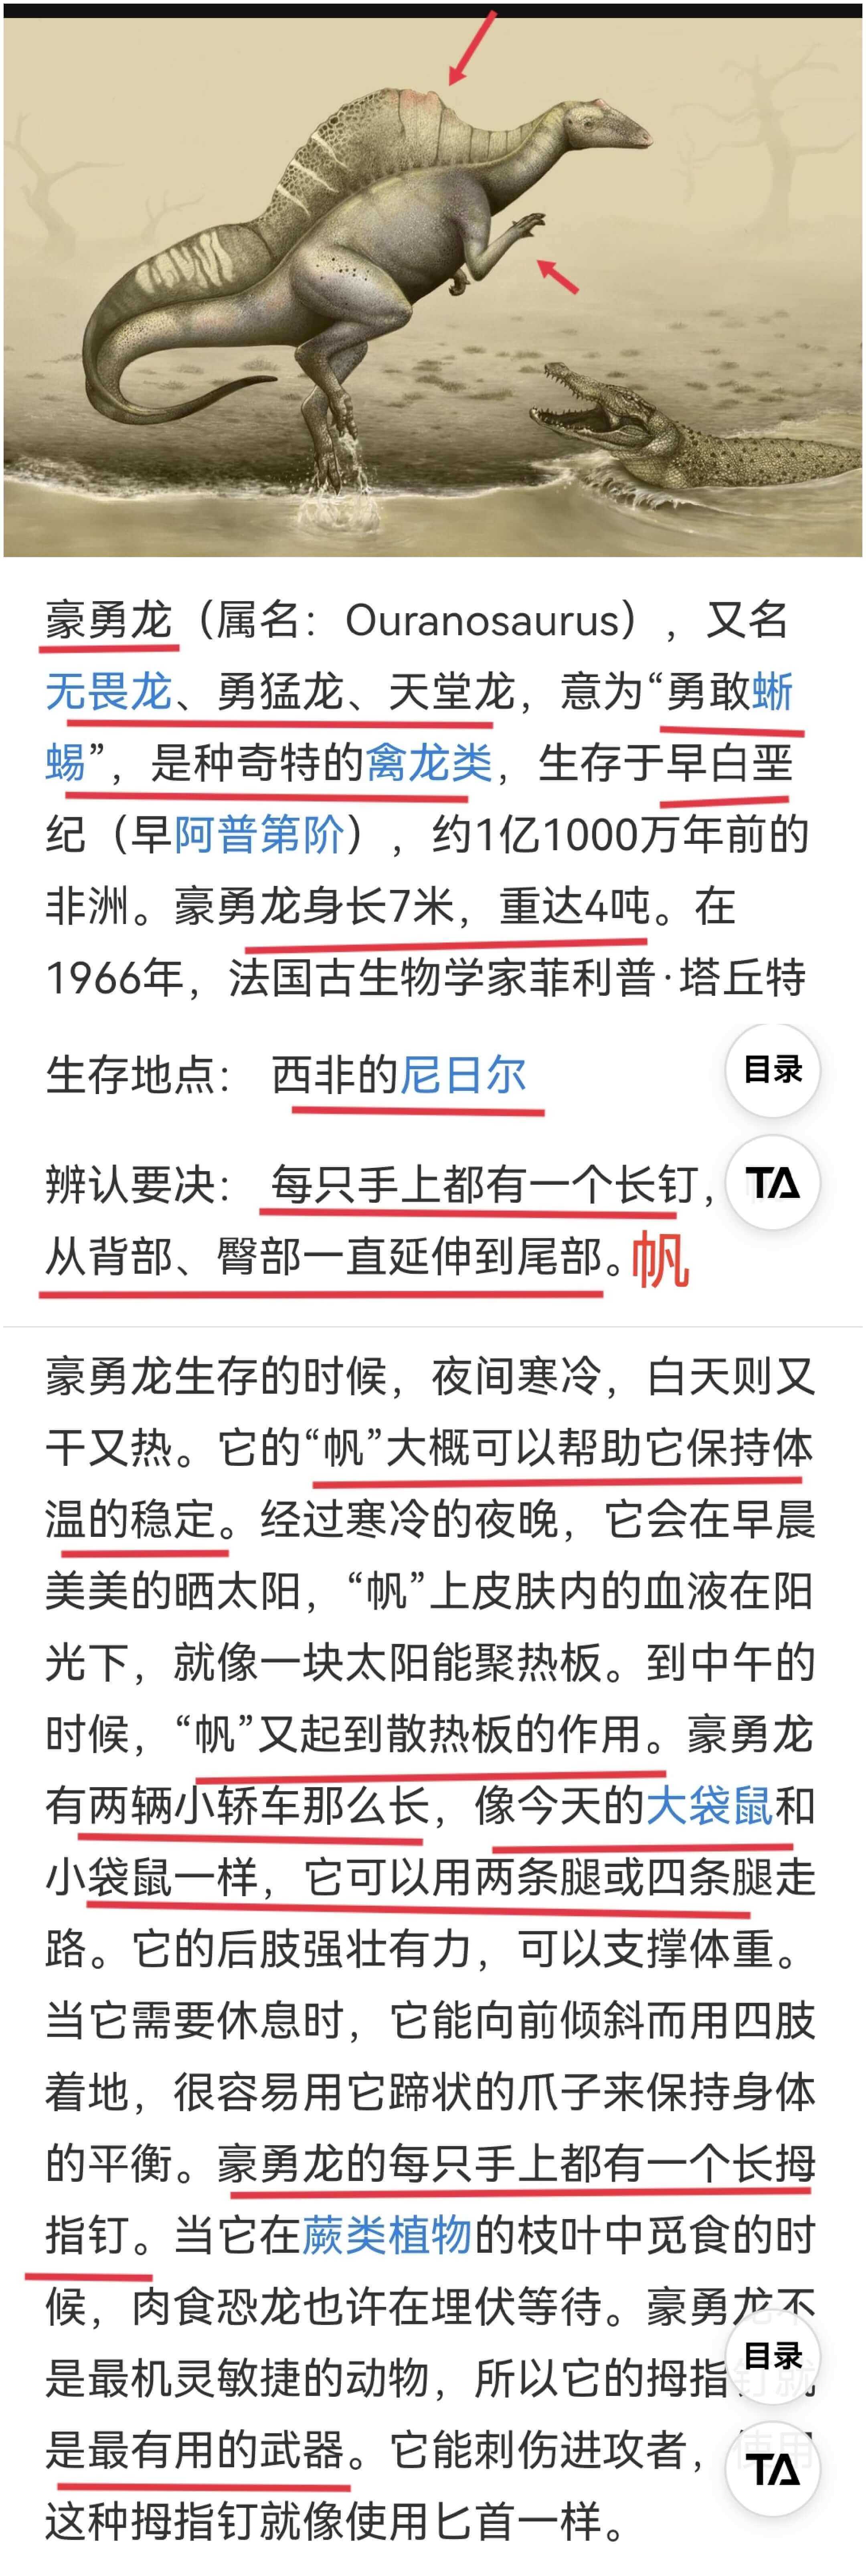 豪勇龙（属名：Ouranosaurus），又名
无畏龙、勇猛龙、天堂龙，意为“勇敢蜥
蜴”，是种奇特的禽龙类，生存于早白垩
纪（早阿普第阶），约1亿1000万年前的
非洲。豪勇龙身长7米，重达4吨。在
1966年，法国古生物学家菲利普·塔丘特
生存地点：西非的尼日尔
目录
辨认要决：每只手上都有一个长钉，
TA
从背部、臀部一直延伸到尾部。帆
豪勇龙生存的时候，夜间寒冷，白天则又
干又热。它的“帆”大概可以帮助它保持体
温的稳定。经过寒冷的夜晚，它会在早晨
美美的晒太阳，“帆”上皮肤内的血液在阳
光下，就像一块太阳能聚热板。到中午的
时候，“帆”又起到散热板的作用。豪勇龙
有两辆小轿车那么长，像今天的大袋鼠和
小袋鼠一样，它可以用两条腿或四条腿走
路。它的后肢强壮有力，可以支撑体重。
当它需要休息时，它能向前倾斜而用四肢
着地，很容易用它蹄状的爪子来保持身体
的平衡。豪勇龙的每只手上都有一个长拇
指钉。当它在蕨类植物的枝叶中觅食的时
候，肉食恐龙也许在埋伏等待。豪勇龙不
目录
是最机灵敏捷的动物，所以它的拇指钉就
是最有用的武器。它能刺伤进攻者，使用
TA
这种拇指钉就像使用匕首一样。